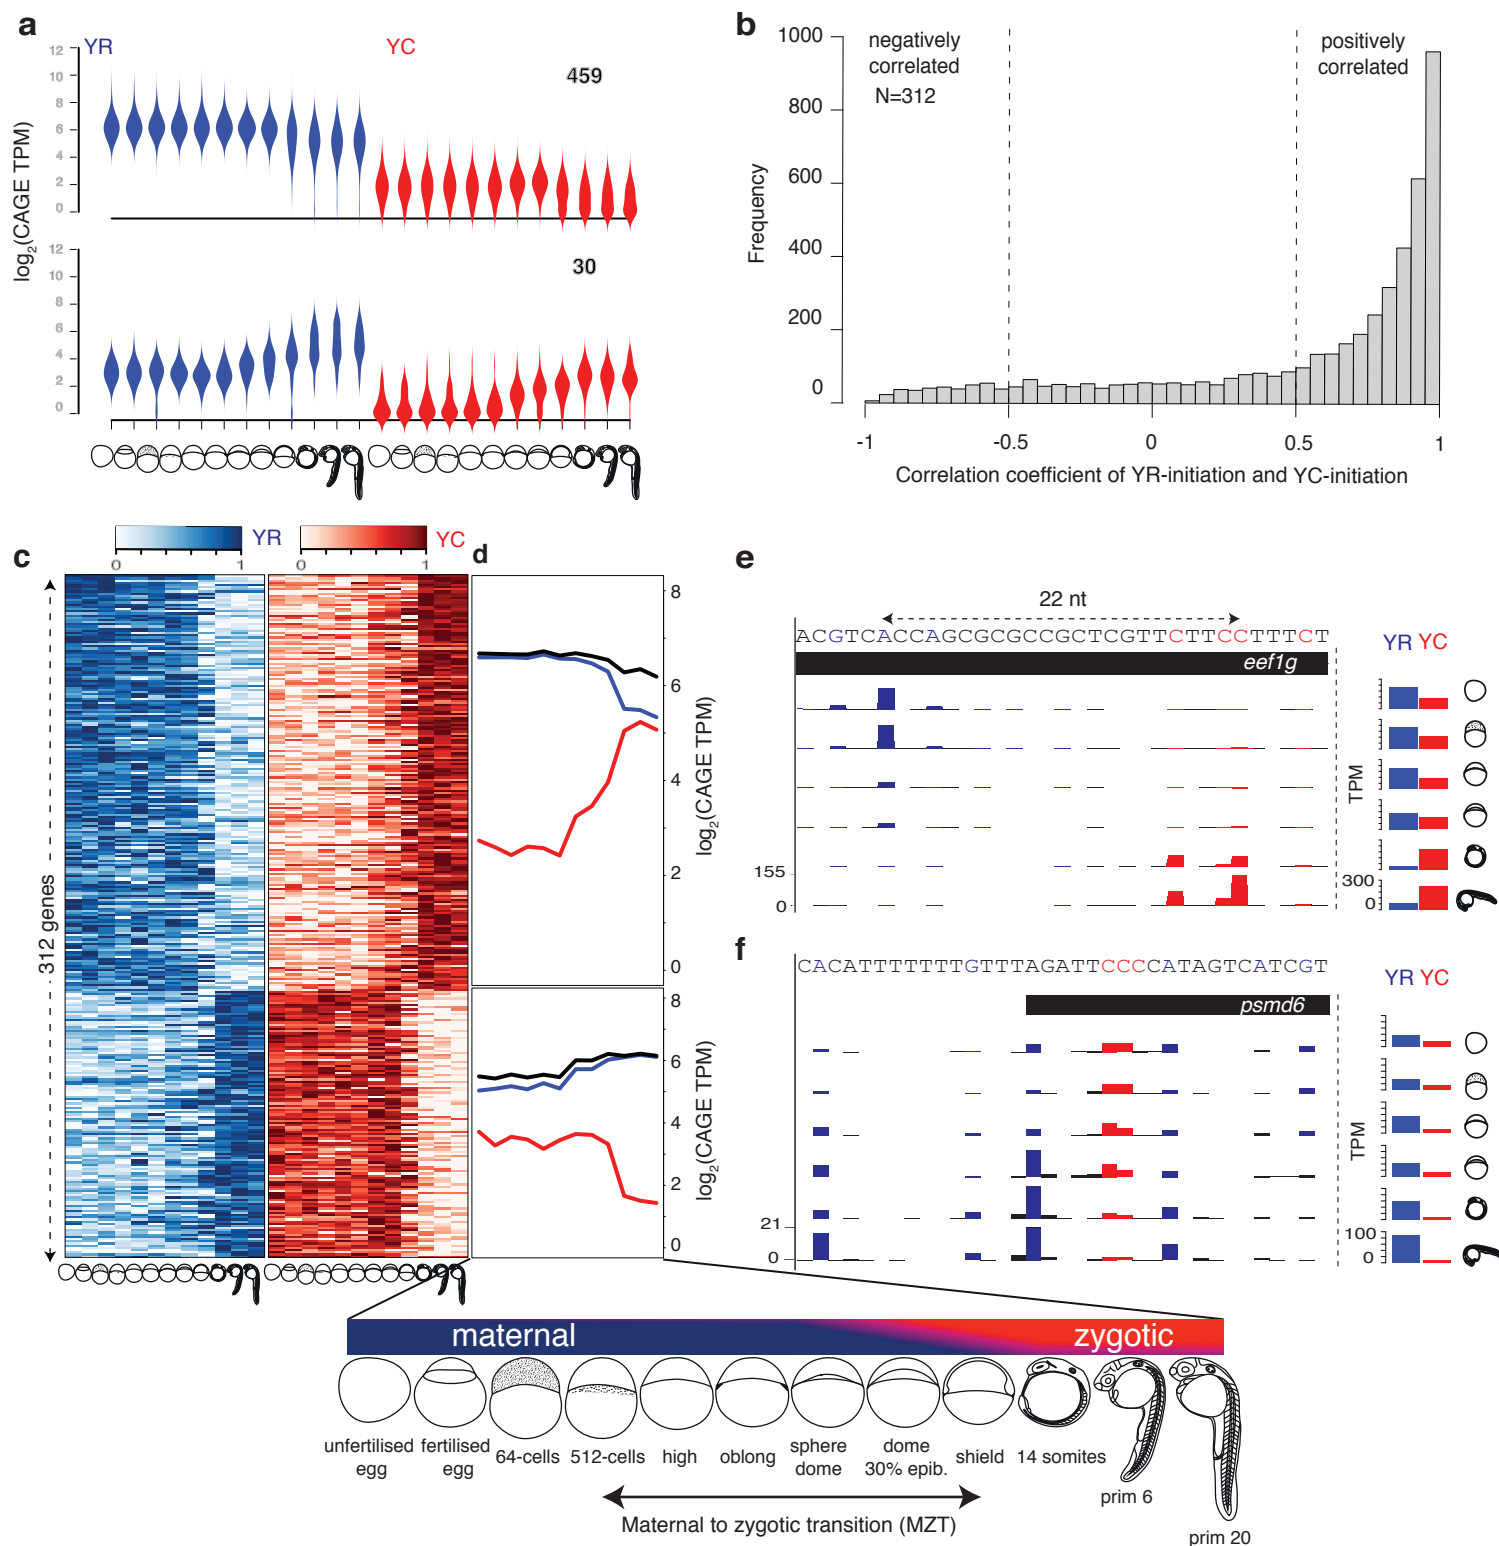 a
YR
YC
459
log2(CAGE TPM)
12
10
8
6
4
2
0
30
12
10
8
6
4
2
0
b
negatively
correlated
N=312
positively
correlated
Frequency
1000
800
600
400
200
0
-1
-0.5
0
0.5
1
Correlation coefficient of YR-initiation and YC-initiation
c
0
1
YR
0
1
YC
312 genes
d
8
6
4
2
0
log2(CAGE TPM)
8
6
4
2
0
log2(CAGE TPM)
e
22 nt
ACGTCACCAGCGCGCCGCTCGTTCTTCCTTTCT
eef1g
155
0
YR YC
TPM
300
0
f
CACATTTTTTTGTTTAGATTCCCCATAGTCATCGT
psmd6
21
0
YR YC
TPM
100
0
maternal
zygotic
unfertilised
egg
fertilised
egg
64-cells
512-cells
high
oblong
sphere
dome
dome
30% epib.
shield
14 somites
prim 6
prim 20
Maternal to zygotic transition (MZT)